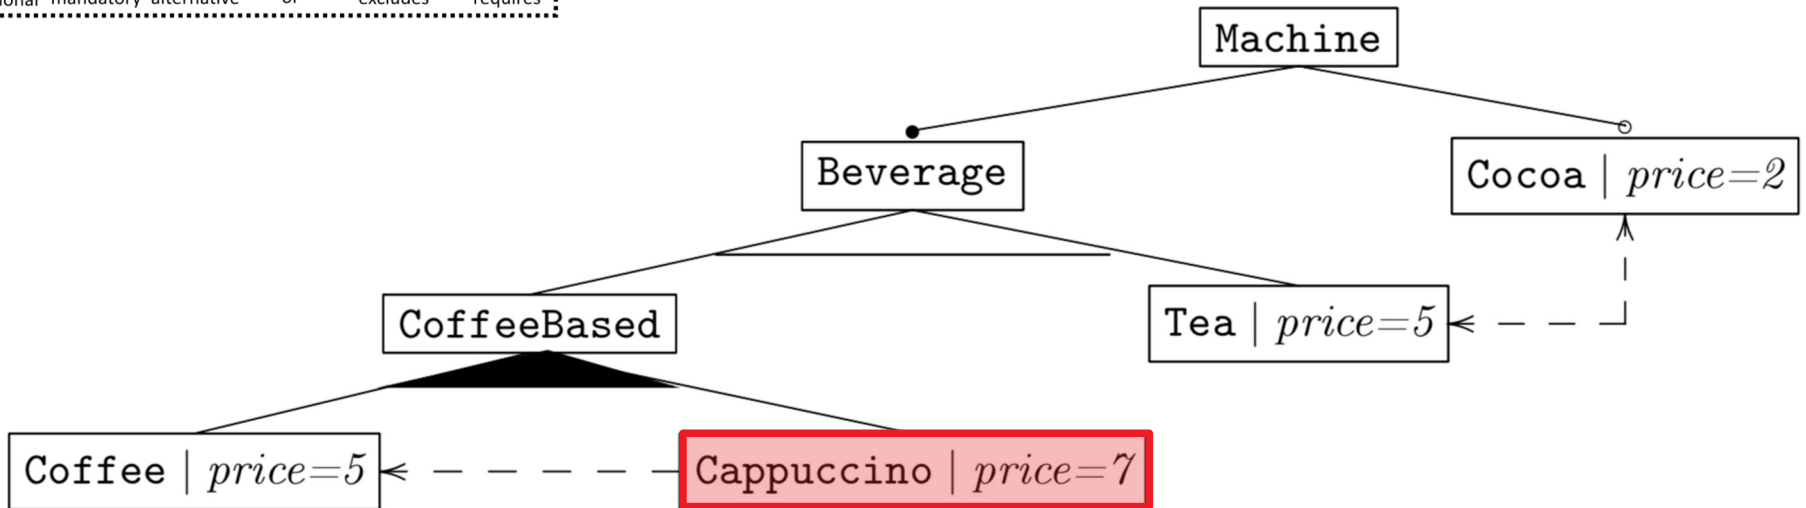 mandatory alternative or excludes requires
Machine
Beverage
Cocoa | price=2
CoffeeBased
Tea | price=5
Coffee | price=5
Cappuccino | price=7